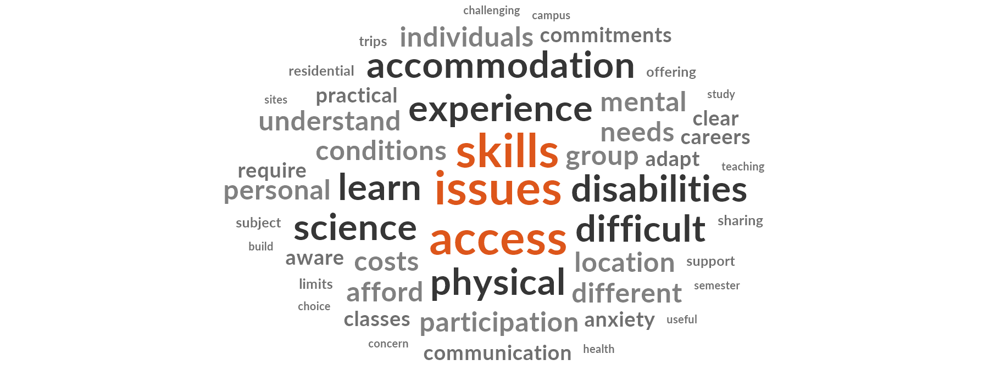 challenging
campus
trips individuals commitments
residential accommodation offering
sites practical experience mental study
understand needs clear
careers
conditions skills group adapt
require teaching
personal learn issues disabilities
subject science access difficult sharing
build
aware costs location support
limits afford physical different semester
choice
classes participation anxiety useful
concern communication health